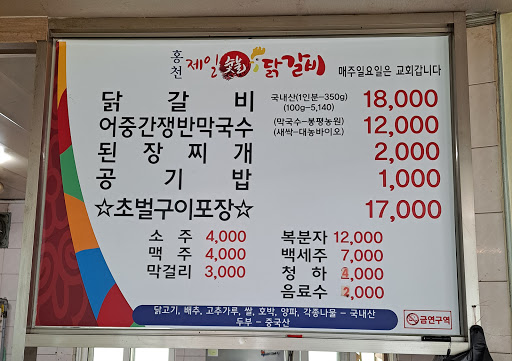 홍천 제일 숯불 닭갈비 매주일요일은 교회갑니다
닭갈비 국내산(1인분-350g) (100g-5,140) 18,000
어중간쟁반막국수 (막국수-봉평농원) (새싹-대농바이오) 12,000
된장찌개 2,000
공기밥 1,000
☆초벌구이포장☆ 17,000
소주 4,000 복분자 12,000
맥주 4,000 백세주 7,000
막걸리 3,000 청하 ,000
음료수 2,000
닭고기, 배추, 고추가루, 쌀, 호박, 양파, 각종나물 - 국내산
두부 - 중국산
금연구역